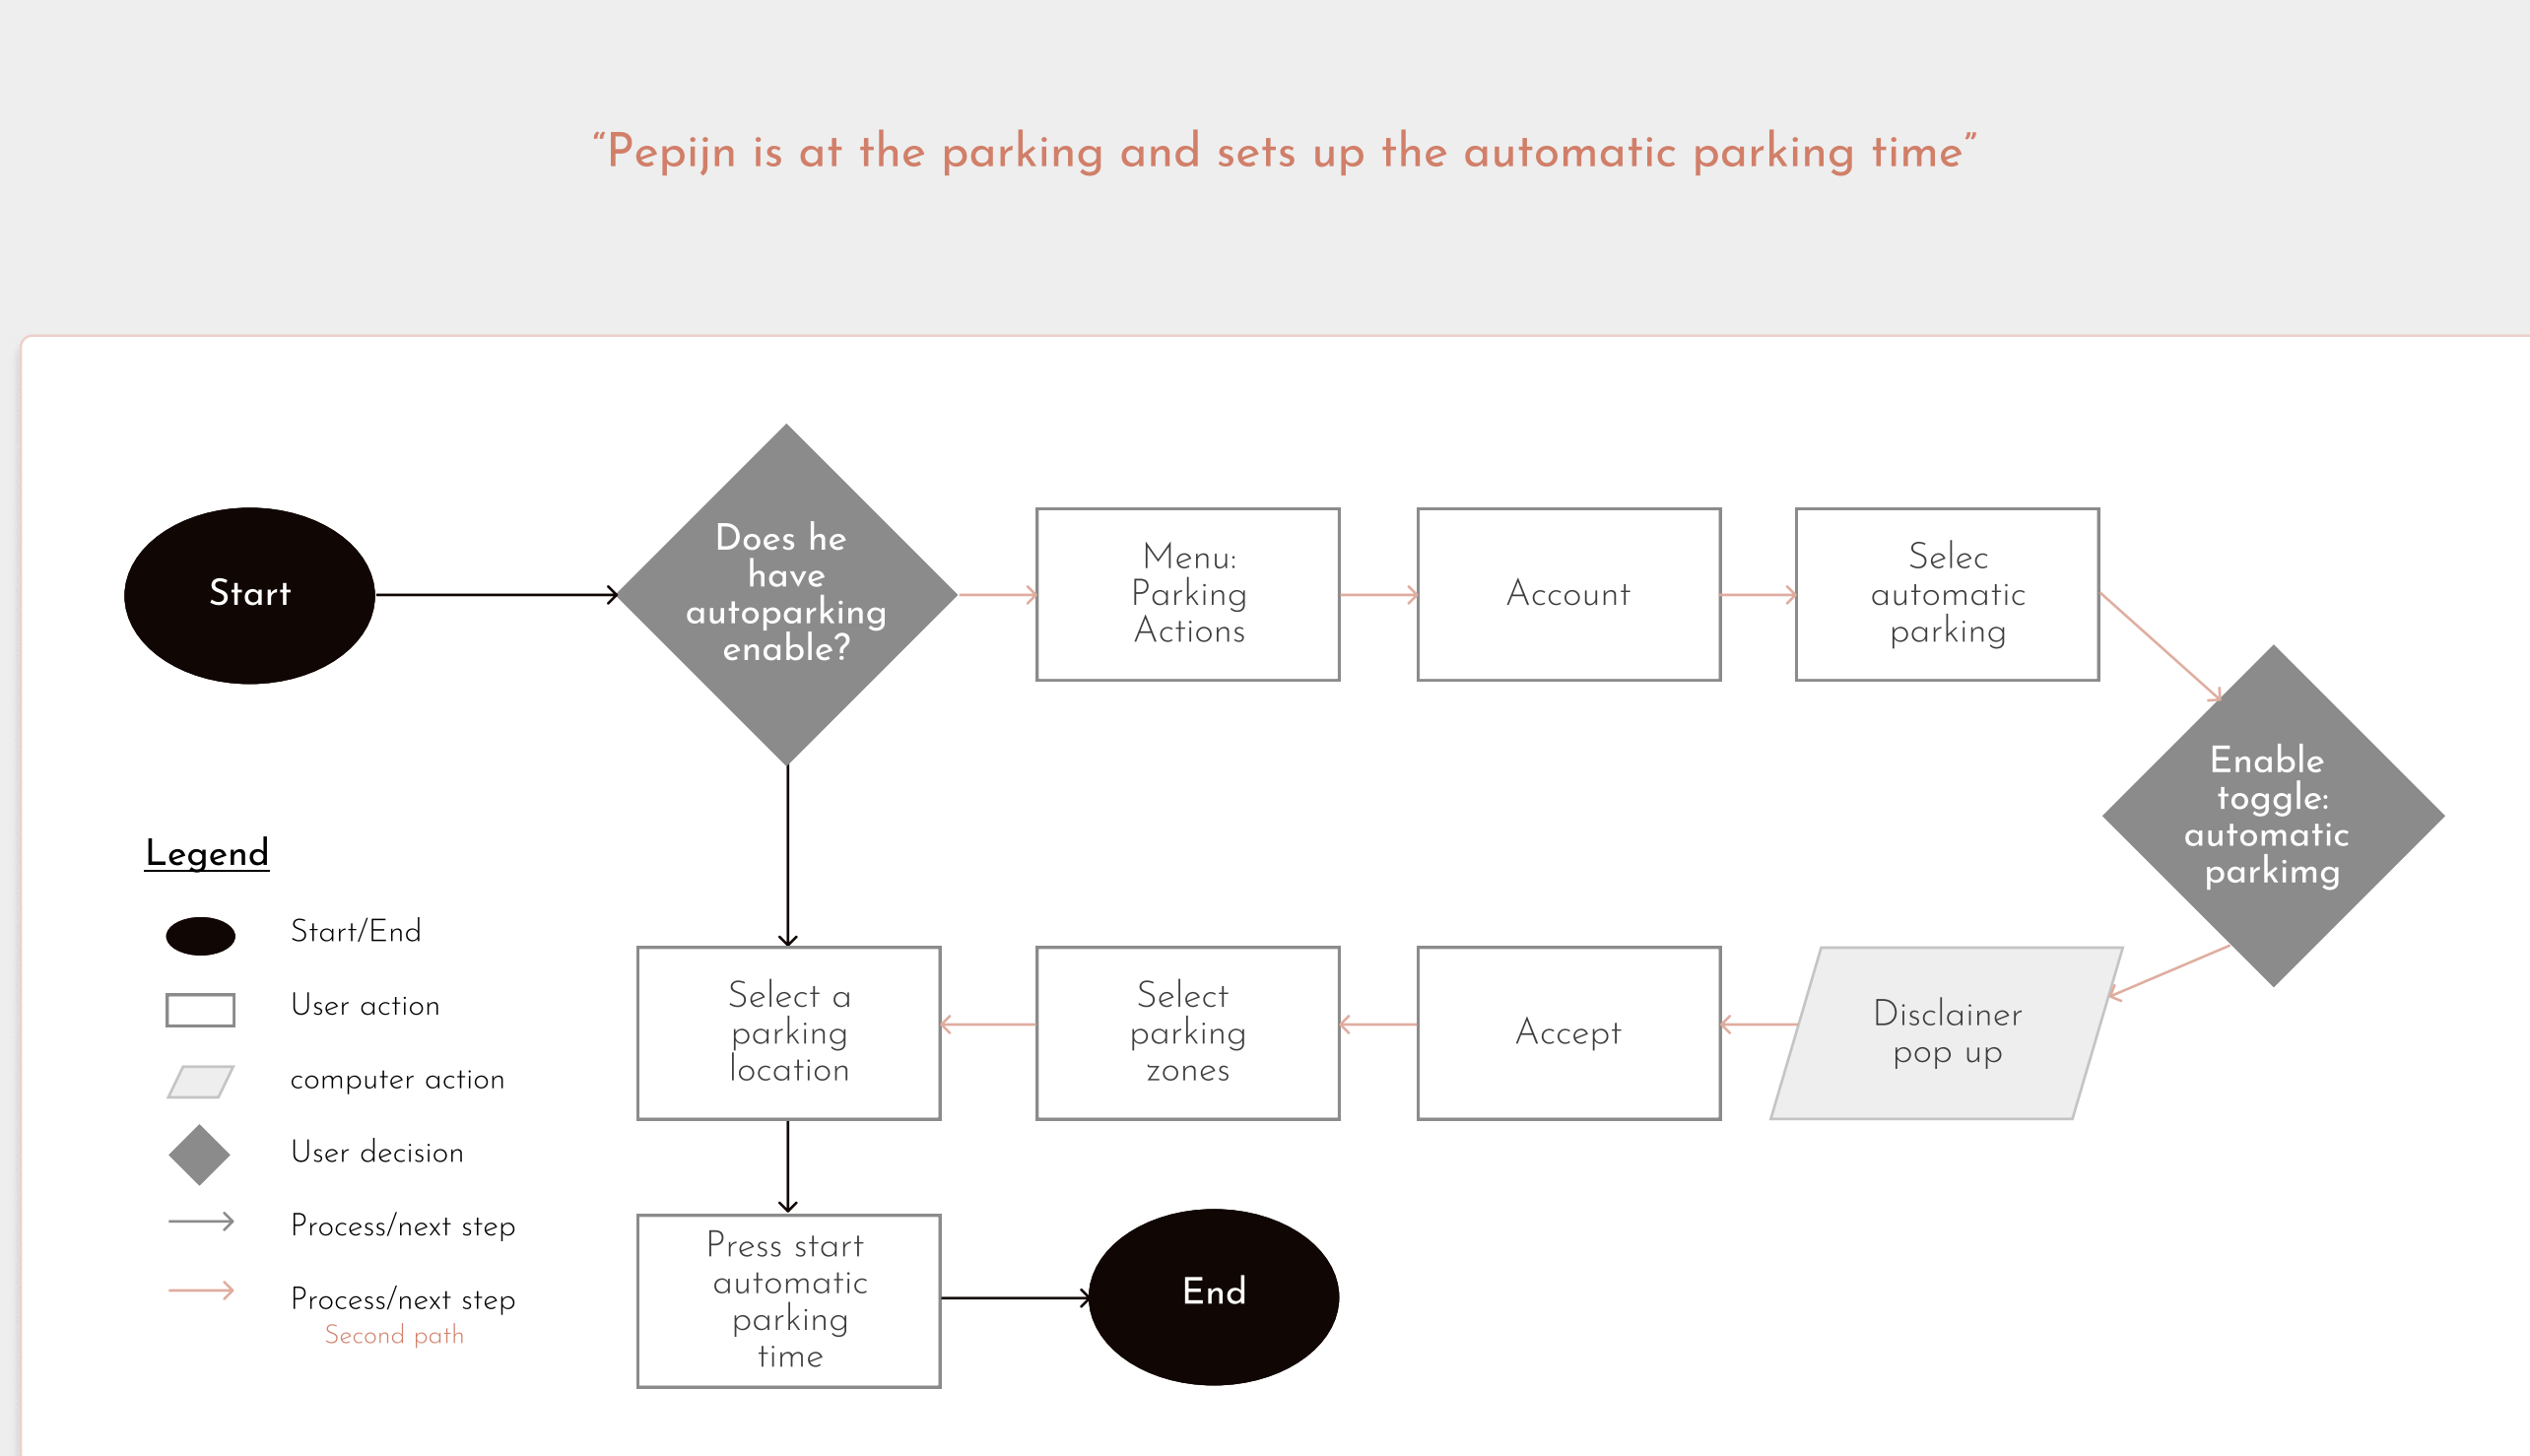 “Pepijn is at the parking and sets up the automatic parking time”
Start
Does he
have
autoparking
enable?
Menu:
Parking
Actions
Account
Selec
automatic
parking
Enable
toggle:
automatic
parkimg
Disclainer
pop up
Accept
Select
parking
zones
Select a
parking
location
Press start
automatic
parking
time
End
Legend
Start/End
User action
computer action
User decision
Process/next step
Process/next step
Second path